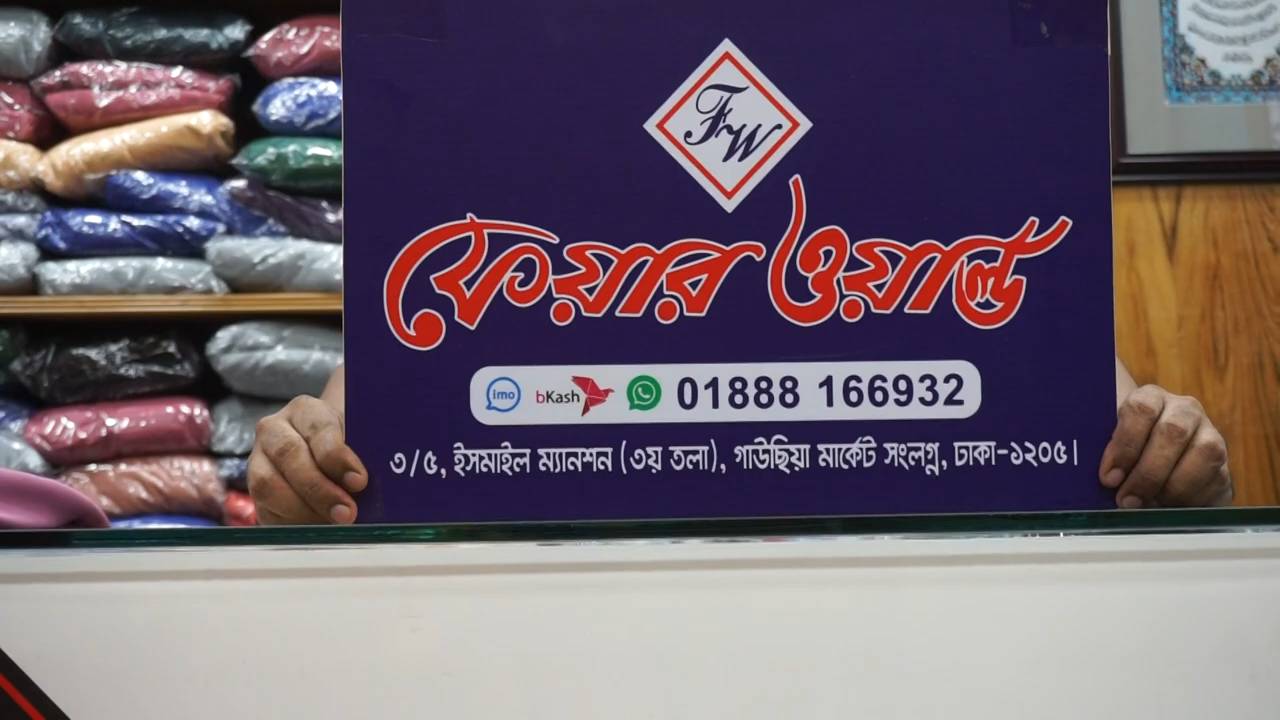 FW
ফেয়ার ওয়ার্ল্ড
imo bKash 01888 166932
৩/৫, ইসমাইল ম্যানশন (৩য় তলা), গাউছিয়া মার্কেট সংলগ্ন, ঢাকা-১২০৫।